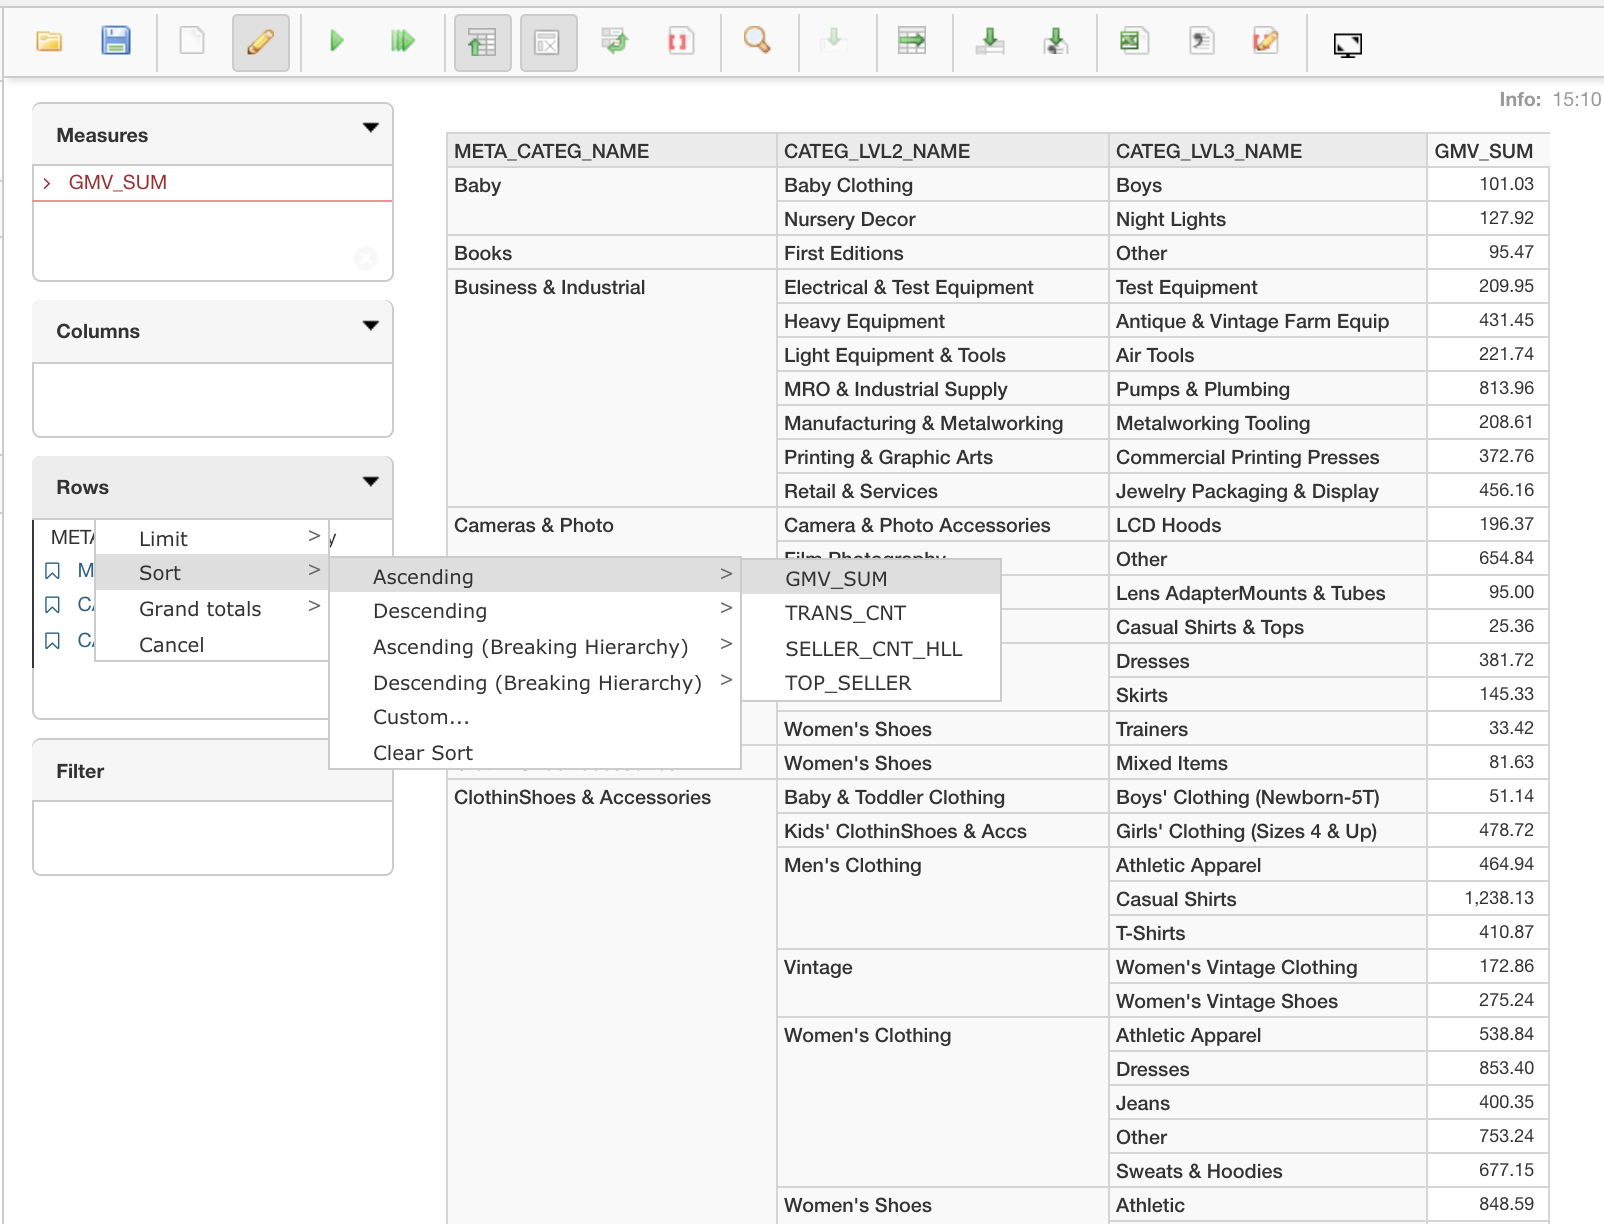 Info: 15:10
Measures
GMV_SUM
Columns
Rows
META
Limit >
Sort >
Grand totals >
Cancel
Ascending >
Descending >
Ascending (Breaking Hierarchy) >
Descending (Breaking Hierarchy) >
Custom...
Clear Sort
GMV_SUM
TRANS_CNT
SELLER_CNT_HLL
TOP_SELLER
Filter
META_CATEG_NAME CATEG_LVL2_NAME CATEG_LVL3_NAME GMV_SUM
Baby Baby Clothing Boys 101.03
Nursery Decor Night Lights 127.92
Books First Editions Other 95.47
Business & Industrial Electrical & Test Equipment Test Equipment 209.95
Heavy Equipment Antique & Vintage Farm Equip 431.45
Light Equipment & Tools Air Tools 221.74
MRO & Industrial Supply Pumps & Plumbing 813.96
Manufacturing & Metalworking Metalworking Tooling 208.61
Printing & Graphic Arts Commercial Printing Presses 372.76
Retail & Services Jewelry Packaging & Display 456.16
Cameras & Photo Camera & Photo Accessories LCD Hoods 196.37
Film Photography Other 654.84
Lens AdapterMounts & Tubes 95.00
Casual Shirts & Tops 25.36
Dresses 381.72
Skirts 145.33
Women's Shoes Trainers 33.42
Women's Shoes Mixed Items 81.63
ClothinShoes & Accessories Baby & Toddler Clothing Boys' Clothing (Newborn-5T) 51.14
Kids' ClothinShoes & Accs Girls' Clothing (Sizes 4 & Up) 478.72
Men's Clothing Athletic Apparel 464.94
Casual Shirts 1,238.13
T-Shirts 410.87
Vintage Women's Vintage Clothing 172.86
Women's Vintage Shoes 275.24
Women's Clothing Athletic Apparel 538.84
Dresses 853.40
Jeans 400.35
Other 753.24
Sweats & Hoodies 677.15
Women's Shoes Athletic 848.59